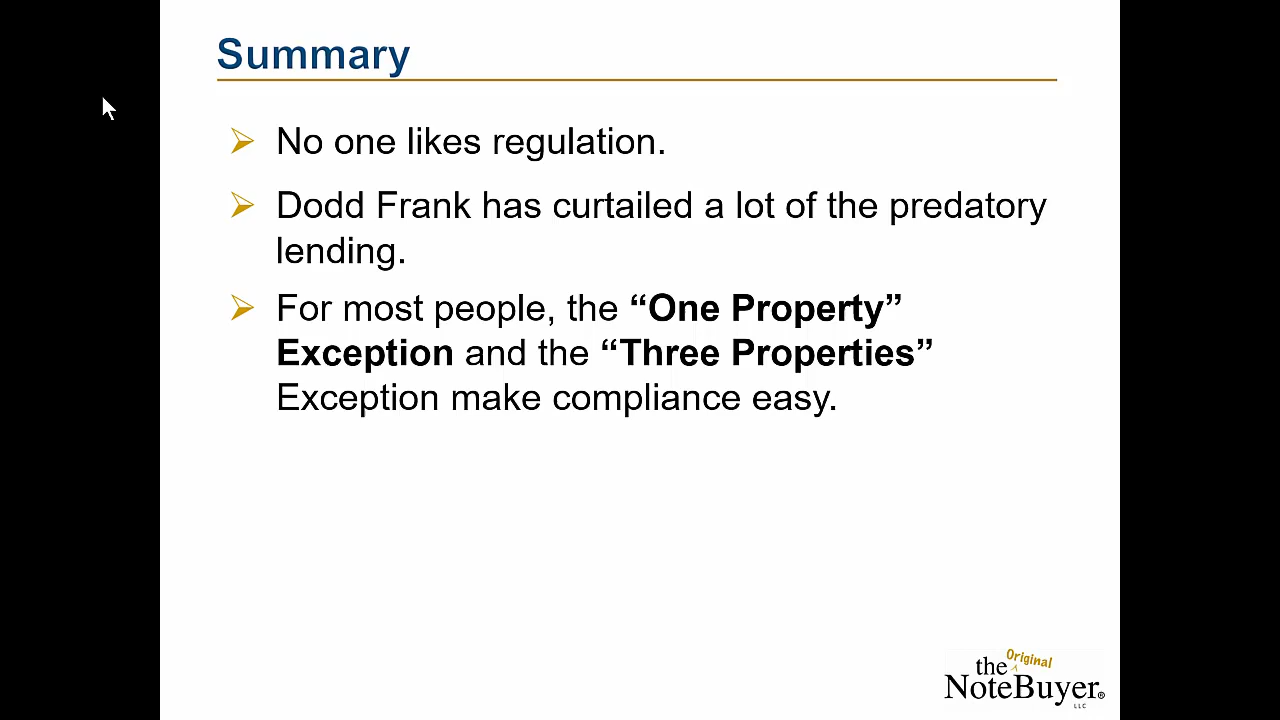 Summary
No one likes regulation.
Dodd Frank has curtailed a lot of the predatory
lending.
For most people, the “One Property”
Exception and the “Three Properties”
Exception make compliance easy.
Original
the
NoteBuyer®
LLC